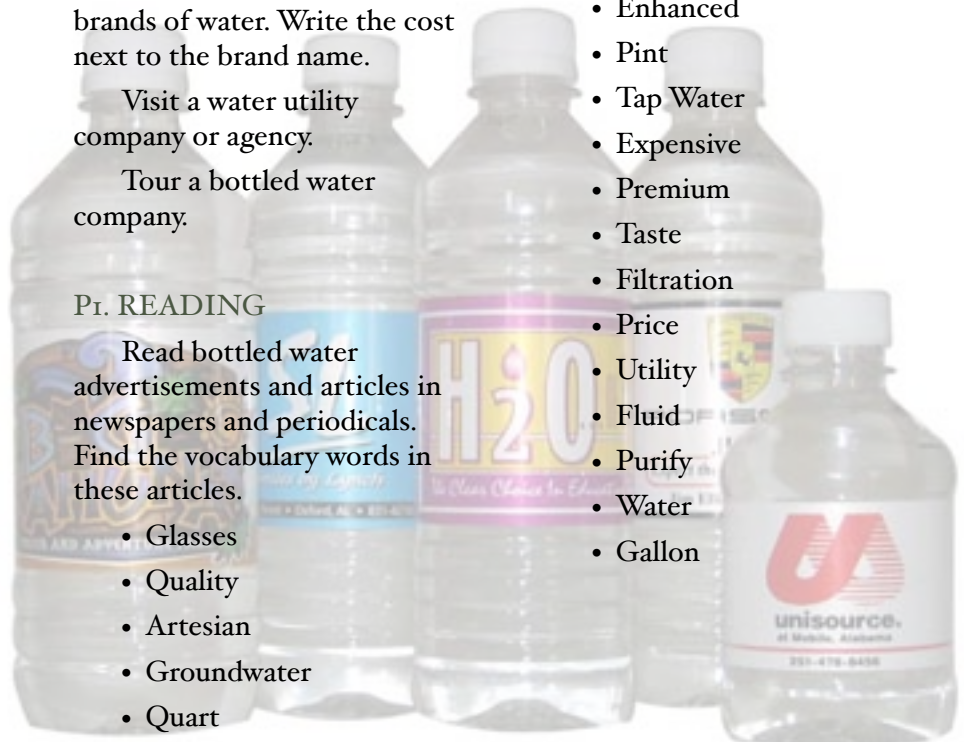 brands of water. Write the cost
next to the brand name.
Visit a water utility
company or agency.
Tour a bottled water
company.
P1. READING
Read bottled water
advertisements and articles in
newspapers and periodicals.
Find the vocabulary words in
these articles.
• Glasses
• Quality
• Artesian
• Groundwater
• Quart
• Enhanced
• Pint
• Tap Water
• Expensive
• Premium
• Taste
• Filtration
• Price
• Utility
• Fluid
• Purify
• Water
• Gallon
H2O
unisource.
of Mobile, Alabama